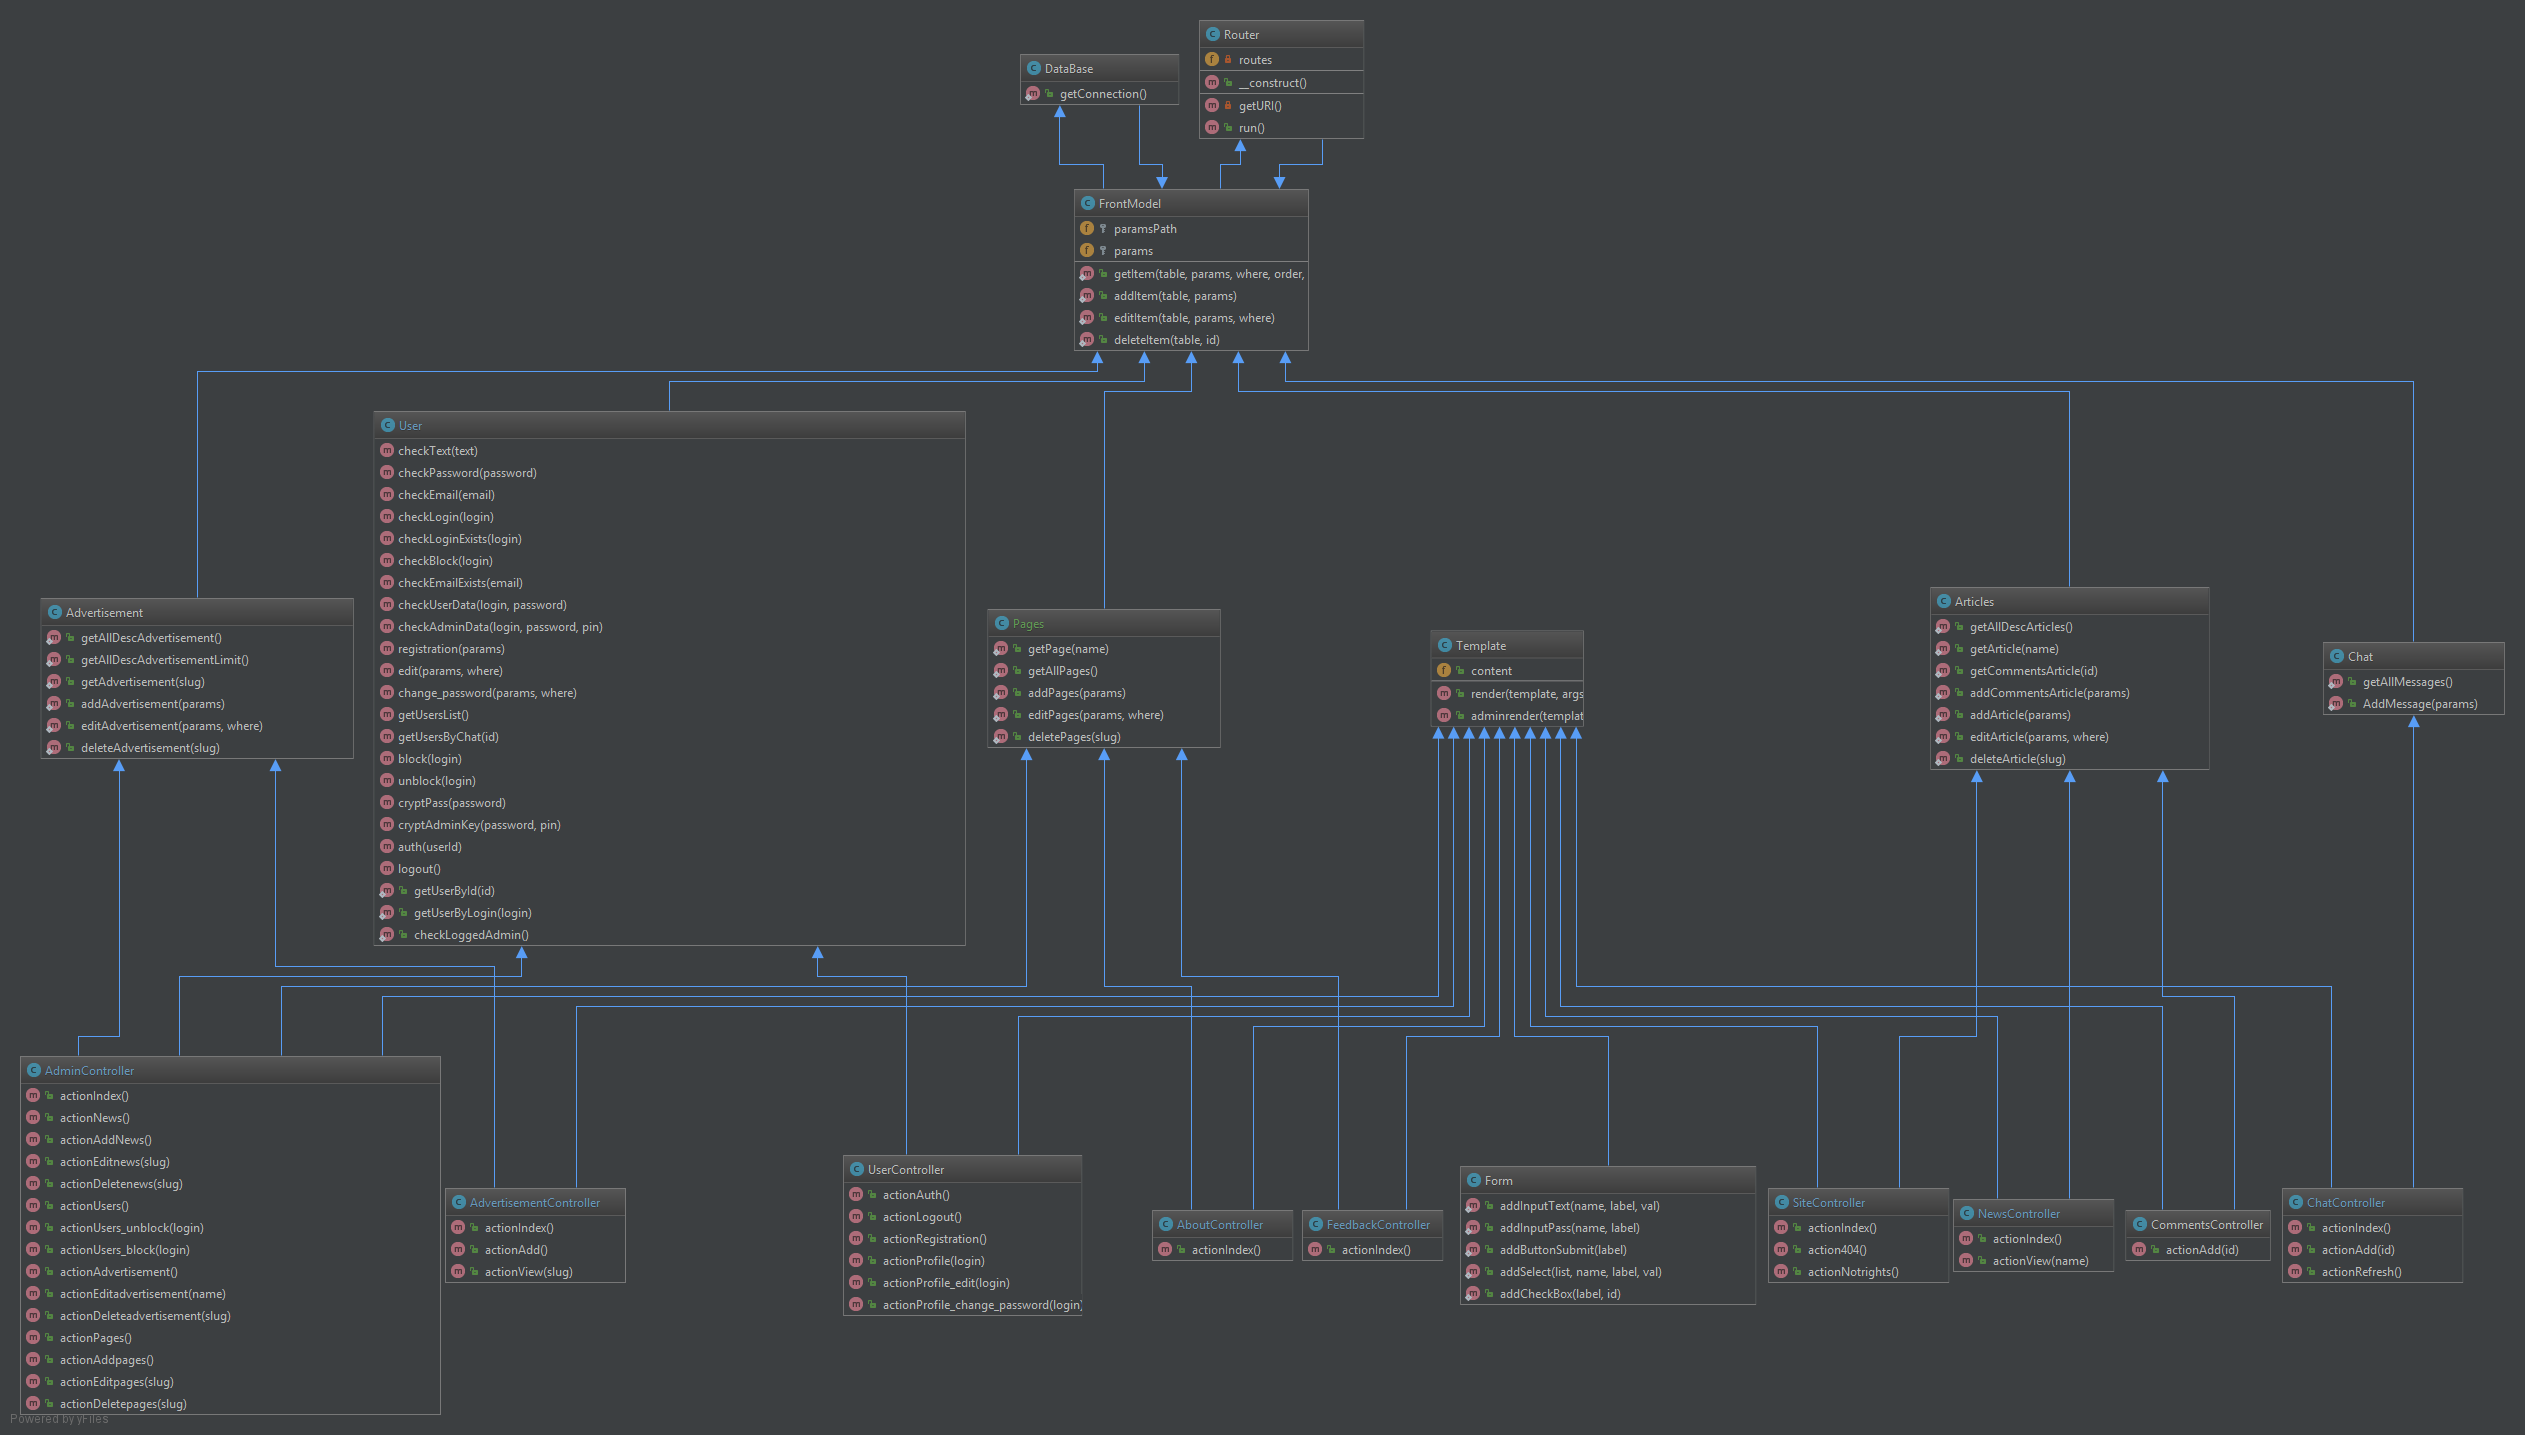 Router
routes
__construct()
getURI()
run()
DataBase
getConnection()
FrontModel
paramsPath
params
getItem(table, params, where, order,
addItem(table, params)
editItem(table, params, where)
deleteItem(table, id)
User
checkText(text)
checkPassword(password)
checkEmail(email)
checkLogin(login)
checkLoginExists(login)
checkBlock(login)
checkEmailExists(email)
checkUserData(login, password)
checkAdminData(login, password, pin)
registration(params)
edit(params, where)
change_password(params, where)
getUsersList()
getUsersByChat(id)
block(login)
unblock(login)
cryptPass(password)
cryptAdminKey(password, pin)
auth(userId)
logout()
getUserById(id)
getUserByLogin(login)
checkLoggedAdmin()
Advertisement
getAllDescAdvertisement()
getAllDescAdvertisementLimit()
getAdvertisement(slug)
addAdvertisement(params)
editAdvertisement(params, where)
deleteAdvertisement(slug)
Pages
getPage(name)
getAllPages()
addPages(params)
editPages(params, where)
deletePages(slug)
Template
content
render(template, args
adminrender(templat
Articles
getAllDescArticles()
getArticle(name)
getCommentsArticle(id)
addCommentsArticle(params)
addArticle(params)
editArticle(params, where)
deleteArticle(slug)
Chat
getAllMessages()
AddMessage(params)
AdminController
actionIndex()
actionNews()
actionAddNews()
actionEditnews(slug)
actionDeletenews(slug)
actionUsers()
actionUsers_unblock(login)
actionUsers_block(login)
actionAdvertisement()
actionEditadvertisement(name)
actionDeleteadvertisement(slug)
actionPages()
actionAddpages()
actionEditpages(slug)
actionDeletepages(slug)
AdvertisementController
actionIndex()
actionAdd()
actionView(slug)
UserController
actionAuth()
actionLogout()
actionRegistration()
actionProfile(login)
actionProfile_edit(login)
actionProfile_change_password(login)
AboutController
actionIndex()
FeedbackController
actionIndex()
Form
addInputText(name, label, val)
addInputPass(name, label)
addButtonSubmit(label)
addSelect(list, name, label, val)
addCheckBox(label, id)
SiteController
actionIndex()
action404()
actionNotrights()
NewsController
actionIndex()
actionView(name)
CommentsController
actionAdd(id)
ChatController
actionIndex()
actionAdd(id)
actionRefresh()
Powered by yFiles